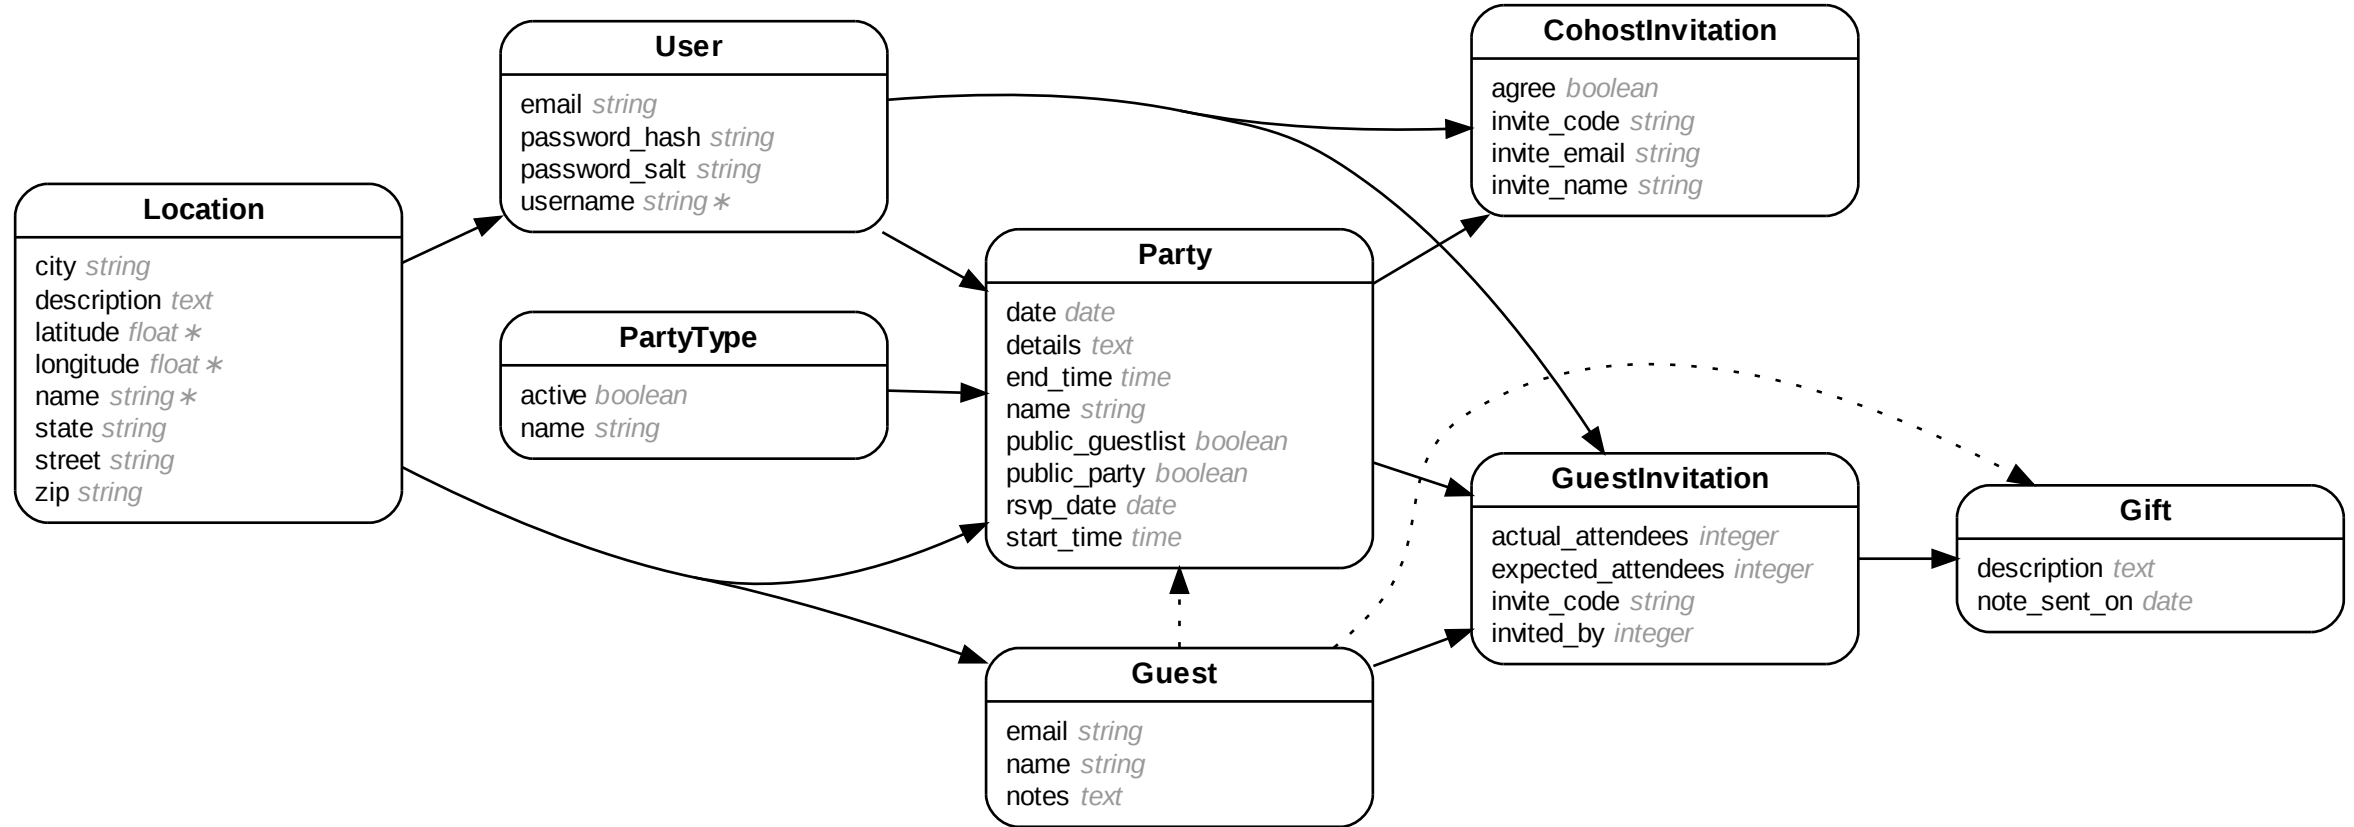 Location
city string
description text
latitude float ∗
longitude float ∗
name string ∗
state string
street string
zip string
User
email string
password_hash string
password_salt string
username string ∗
PartyType
active boolean
name string
Party
date date
details text
end_time time
name string
public_guestlist boolean
public_party boolean
rsvp_date date
start_time time
Guest
email string
name string
notes text
CohostInvitation
agree boolean
invite_code string
invite_email string
invite_name string
GuestInvitation
actual_attendees integer
expected_attendees integer
invite_code string
invited_by integer
Gift
description text
note_sent_on date